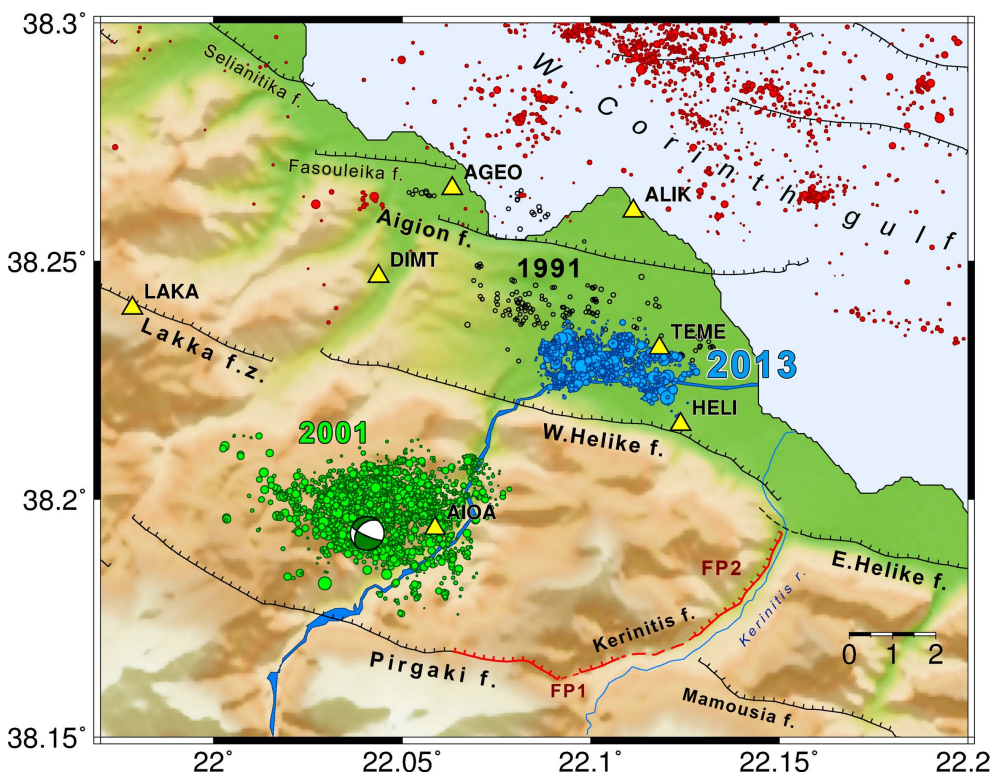 38.3˚
Selianitika f.
W. Corinth gulf
Fasouleika f.
AGEO
ALIK
Aigion f.
38.25˚
DIMT
1991
LAKA
Lakka f.z.
TEME
2013
HELI
2001
W.Helike f.
38.2˚
AIOA
FP2
E.Helike f.
Kerinitis r.
Kerinitis f.
Pirgaki f.
FP1
0 1 2
Mamousia f.
38.15˚
22˚
22.05˚
22.1˚
22.15˚
22.2˚